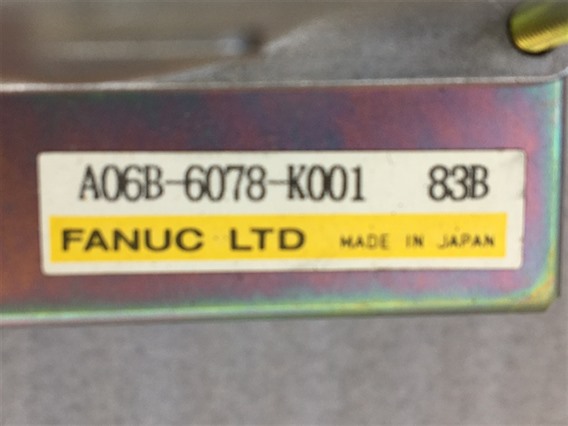 A06B-6078-K001 83B
FANUC LTD MADE IN JAPAN